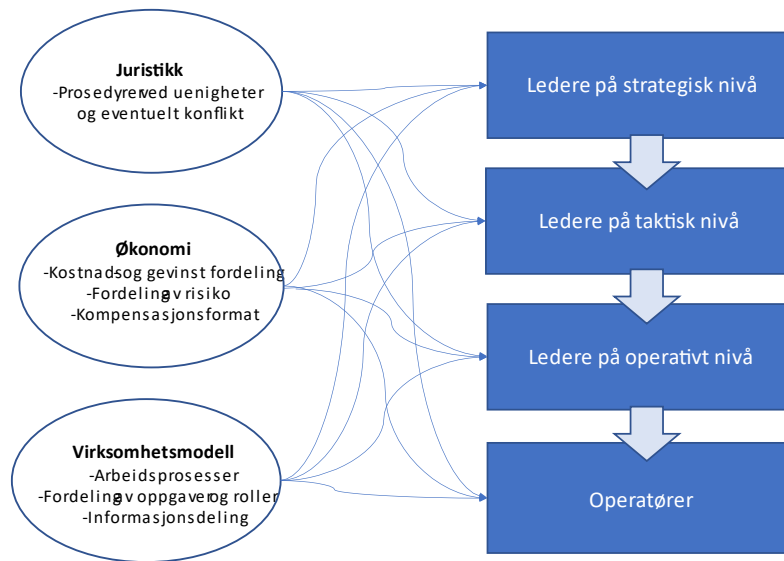 Juristikk
-Prosedyrer ved uenigheter
og eventuelt konflikt
Økonomi
-Kostnads og gevinst fordeling
-Fordeling av risiko
-Kompensasjonsformat
Virksomhetsmodell
-Arbeidsprosesser
-Fordeling av oppgaver og roller
-Informasjonsdeling
Ledere på strategisk nivå
Ledere på taktisk nivå
Ledere på operativt nivå
Operatører